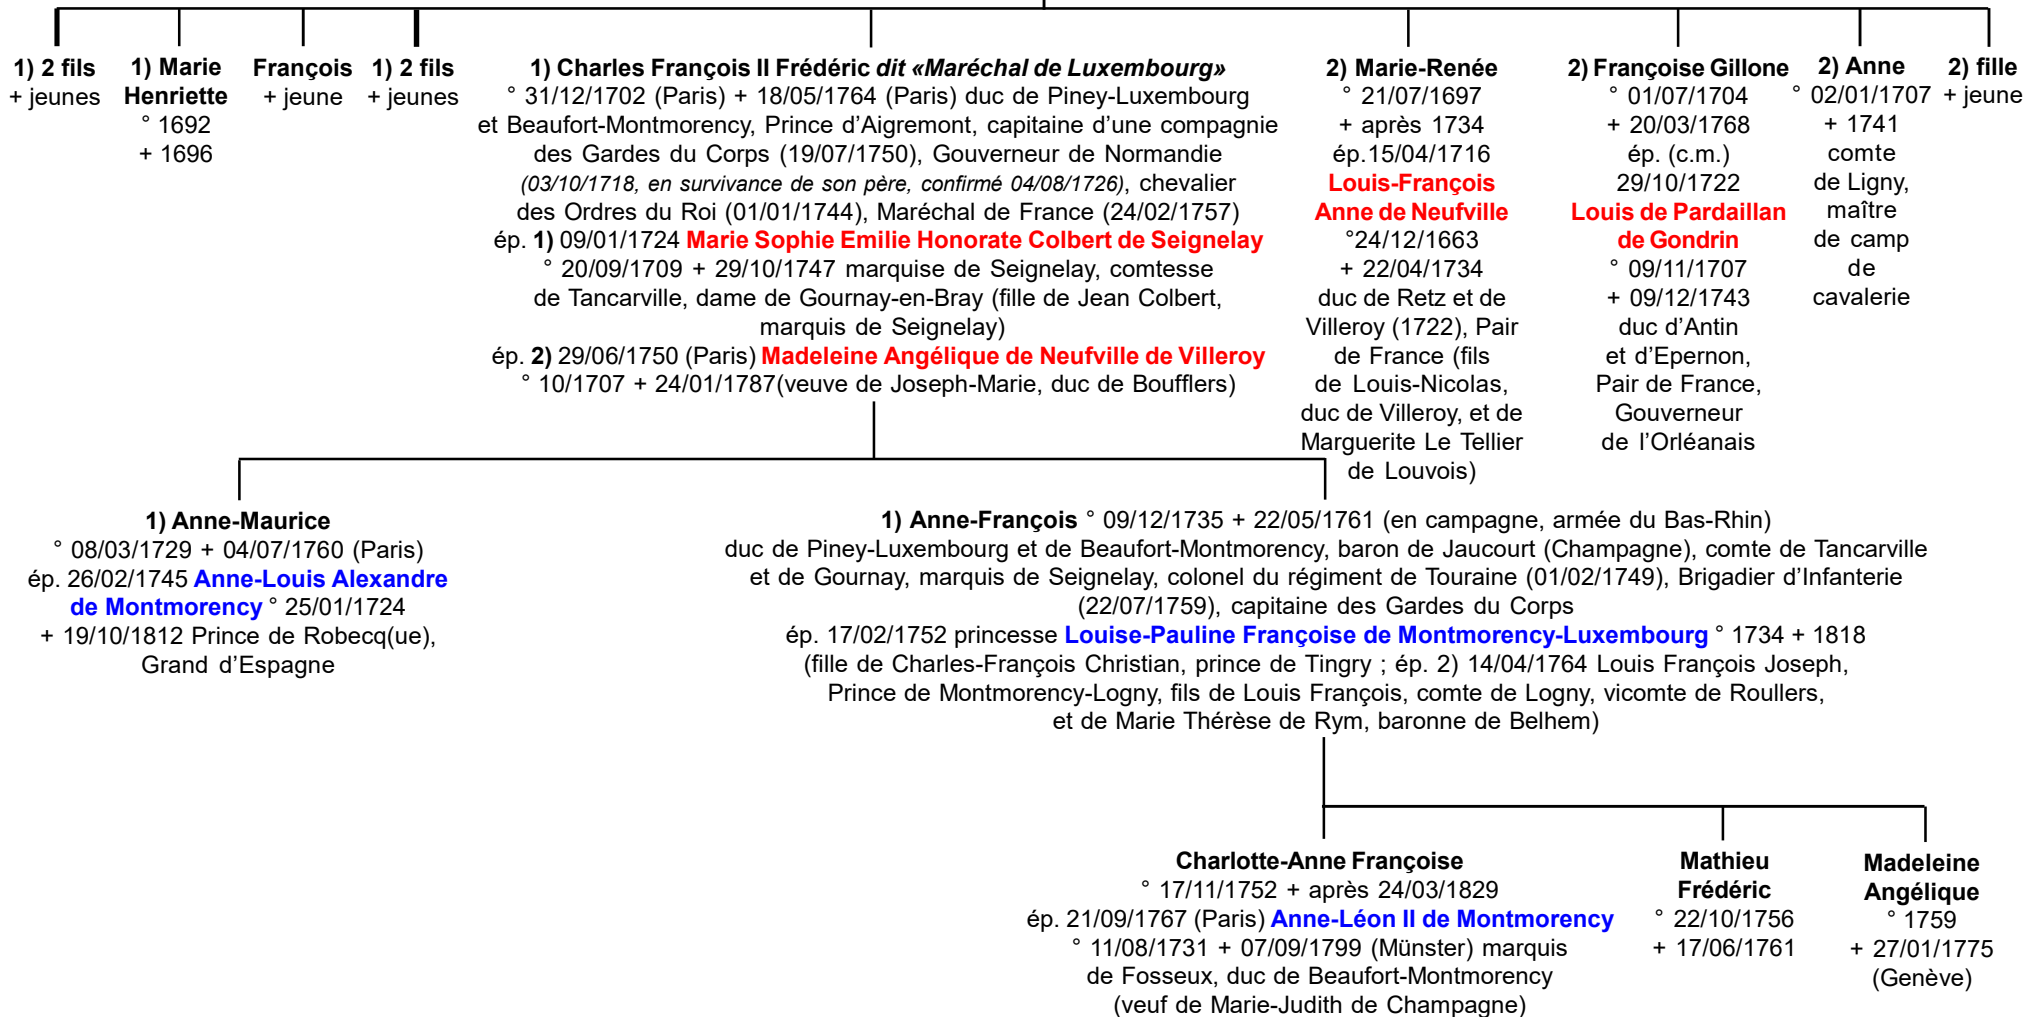 1) 2 fils
+ jeunes
1) Marie
Henriette
° 1692
+ 1696
François
+ jeune
1) 2 fils
+ jeunes
1) Charles François II Frédéric dit «Maréchal de Luxembourg»
° 31/12/1702 (Paris) + 18/05/1764 (Paris) duc de Piney-Luxembourg
et Beaufort-Montmorency, Prince d’Aigremont, capitaine d’une compagnie
des Gardes du Corps (19/07/1750), Gouverneur de Normandie
(03/10/1718, en survivance de son père, confirmé 04/08/1726), chevalier
des Ordres du Roi (01/01/1744), Maréchal de France (24/02/1757)
ép. 1) 09/01/1724 Marie Sophie Emilie Honorate Colbert de Seignelay
° 20/09/1709 + 29/10/1747 marquise de Seignelay, comtesse
de Tancarville, dame de Gournay-en-Bray (fille de Jean Colbert,
marquis de Seignelay)
ép. 2) 29/06/1750 (Paris) Madeleine Angélique de Neufville de Villeroy
° 10/1707 + 24/01/1787(veuve de Joseph-Marie, duc de Boufflers)
2) Marie-Renée
° 21/07/1697
+ après 1734
ép.15/04/1716
Louis-François
Anne de Neufville
°24/12/1663
+ 22/04/1734
duc de Retz et de
Villeroy (1722), Pair
de France (fils
de Louis-Nicolas,
duc de Villeroy, et de
Marguerite Le Tellier
de Louvois)
2) Françoise Gillone
° 01/07/1704
+ 20/03/1768
ép. (c.m.)
29/10/1722
Louis de Pardaillan
de Gondrin
° 09/11/1707
+ 09/12/1743
duc d’Antin
et d’Epernon,
Pair de France,
Gouverneur
de l’Orléanais
2) Anne
° 02/01/1707
+ 1741
comte
de Ligny,
maître
de camp
de
cavalerie
2) fille
+ jeune
1) Anne-Maurice
° 08/03/1729 + 04/07/1760 (Paris)
ép. 26/02/1745 Anne-Louis Alexandre
de Montmorency ° 25/01/1724
+ 19/10/1812 Prince de Robecq(ue),
Grand d’Espagne
1) Anne-François ° 09/12/1735 + 22/05/1761 (en campagne, armée du Bas-Rhin)
duc de Piney-Luxembourg et de Beaufort-Montmorency, baron de Jaucourt (Champagne), comte de Tancarville
et de Gournay, marquis de Seignelay, colonel du régiment de Touraine (01/02/1749), Brigadier d’Infanterie
(22/07/1759), capitaine des Gardes du Corps
ép. 17/02/1752 princesse Louise-Pauline Françoise de Montmorency-Luxembourg ° 1734 + 1818
(fille de Charles-François Christian, prince de Tingry ; ép. 2) 14/04/1764 Louis François Joseph,
Prince de Montmorency-Logny, fils de Louis François, comte de Logny, vicomte de Roullers,
et de Marie Thérèse de Rym, baronne de Belhem)
Charlotte-Anne Françoise
° 17/11/1752 + après 24/03/1829
ép. 21/09/1767 (Paris) Anne-Léon II de Montmorency
° 11/08/1731 + 07/09/1799 (Münster) marquis
de Fosseux, duc de Beaufort-Montmorency
(veuf de Marie-Judith de Champagne)
Mathieu
Frédéric
° 22/10/1756
+ 17/06/1761
Madeleine
Angélique
° 1759
+ 27/01/1775
(Genève)